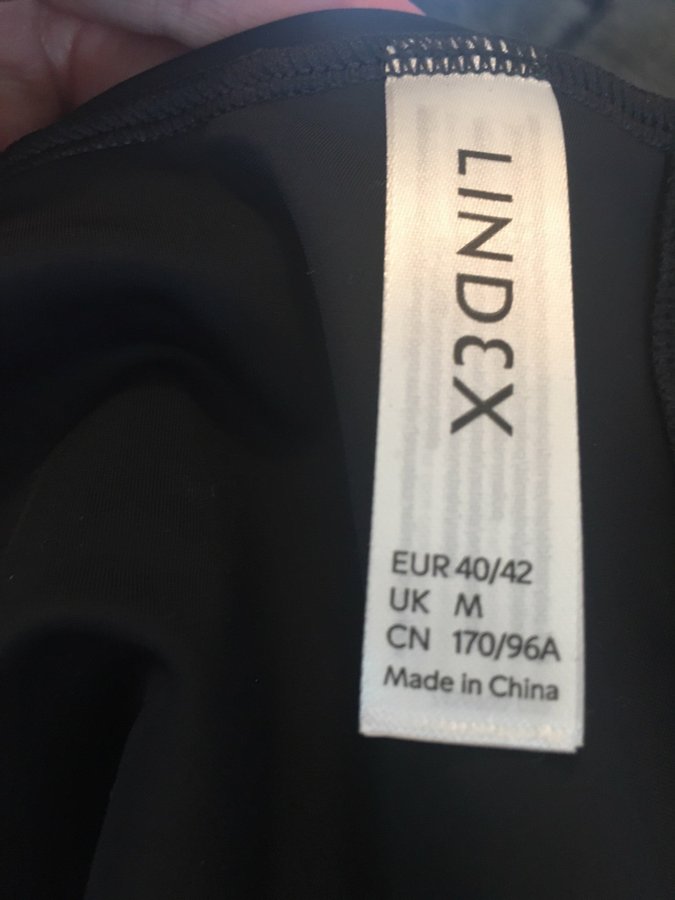 LINDEX
EUR 40/42
UK M
CN 170/96A
Made in China